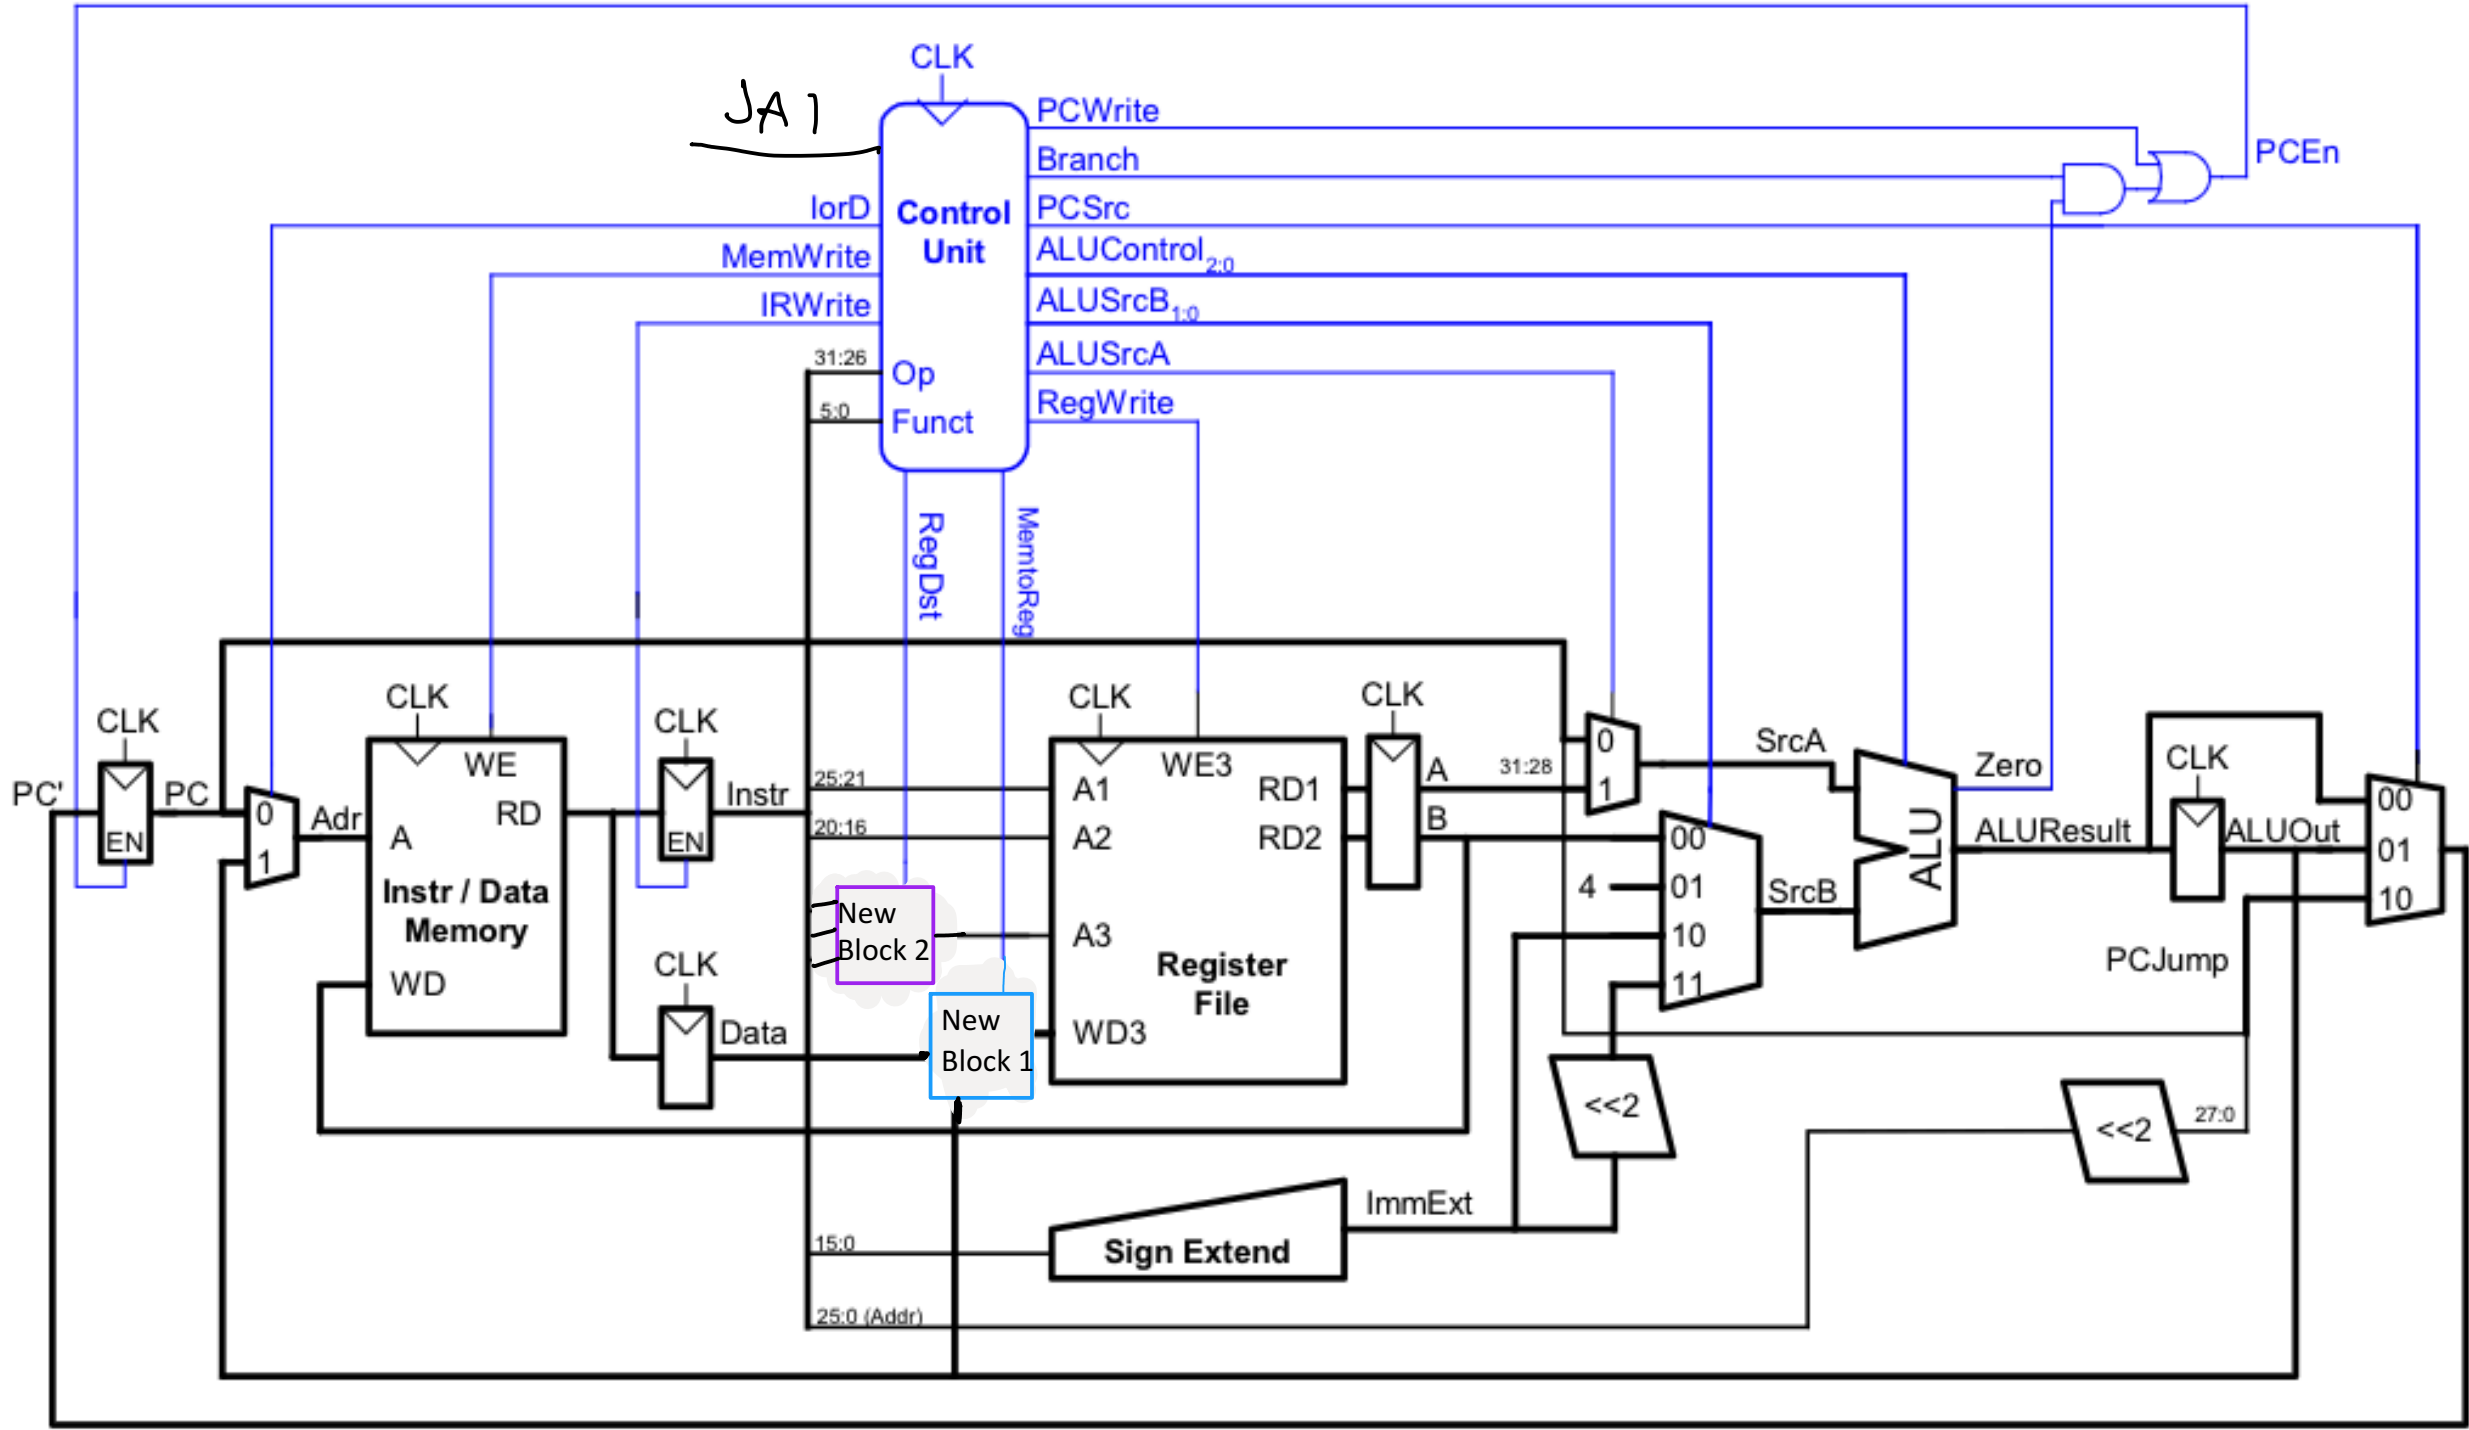 CLK
JA1
PCWrite
Branch
PCEn
IorD
Control
Unit
PCSrc
MemWrite
ALUControl2:0
IRWrite
ALUSrcB1:0
31:26
Op
ALUSrcA
5:0
Funct
RegWrite
RegDst
MemtoReg
CLK
CLK
CLK
CLK
CLK
CLK
PC'
EN
PC
0
1
Adr
WE
A
RD
Instr / Data
Memory
WD
EN
Instr
CLK
Data
25:21
20:16
New
Block 2
New
Block 1
A1
A2
A3
WD3
WE3
RD1
RD2
Register
File
A
B
31:28
0
1
SrcA
00
4
01
10
11
SrcB
ALU
Zero
ALUResult
CLK
ALUOut
00
01
10
PCJump
<<2
<<2
27:0
ImmExt
15:0
Sign Extend
25:0 (Addr)